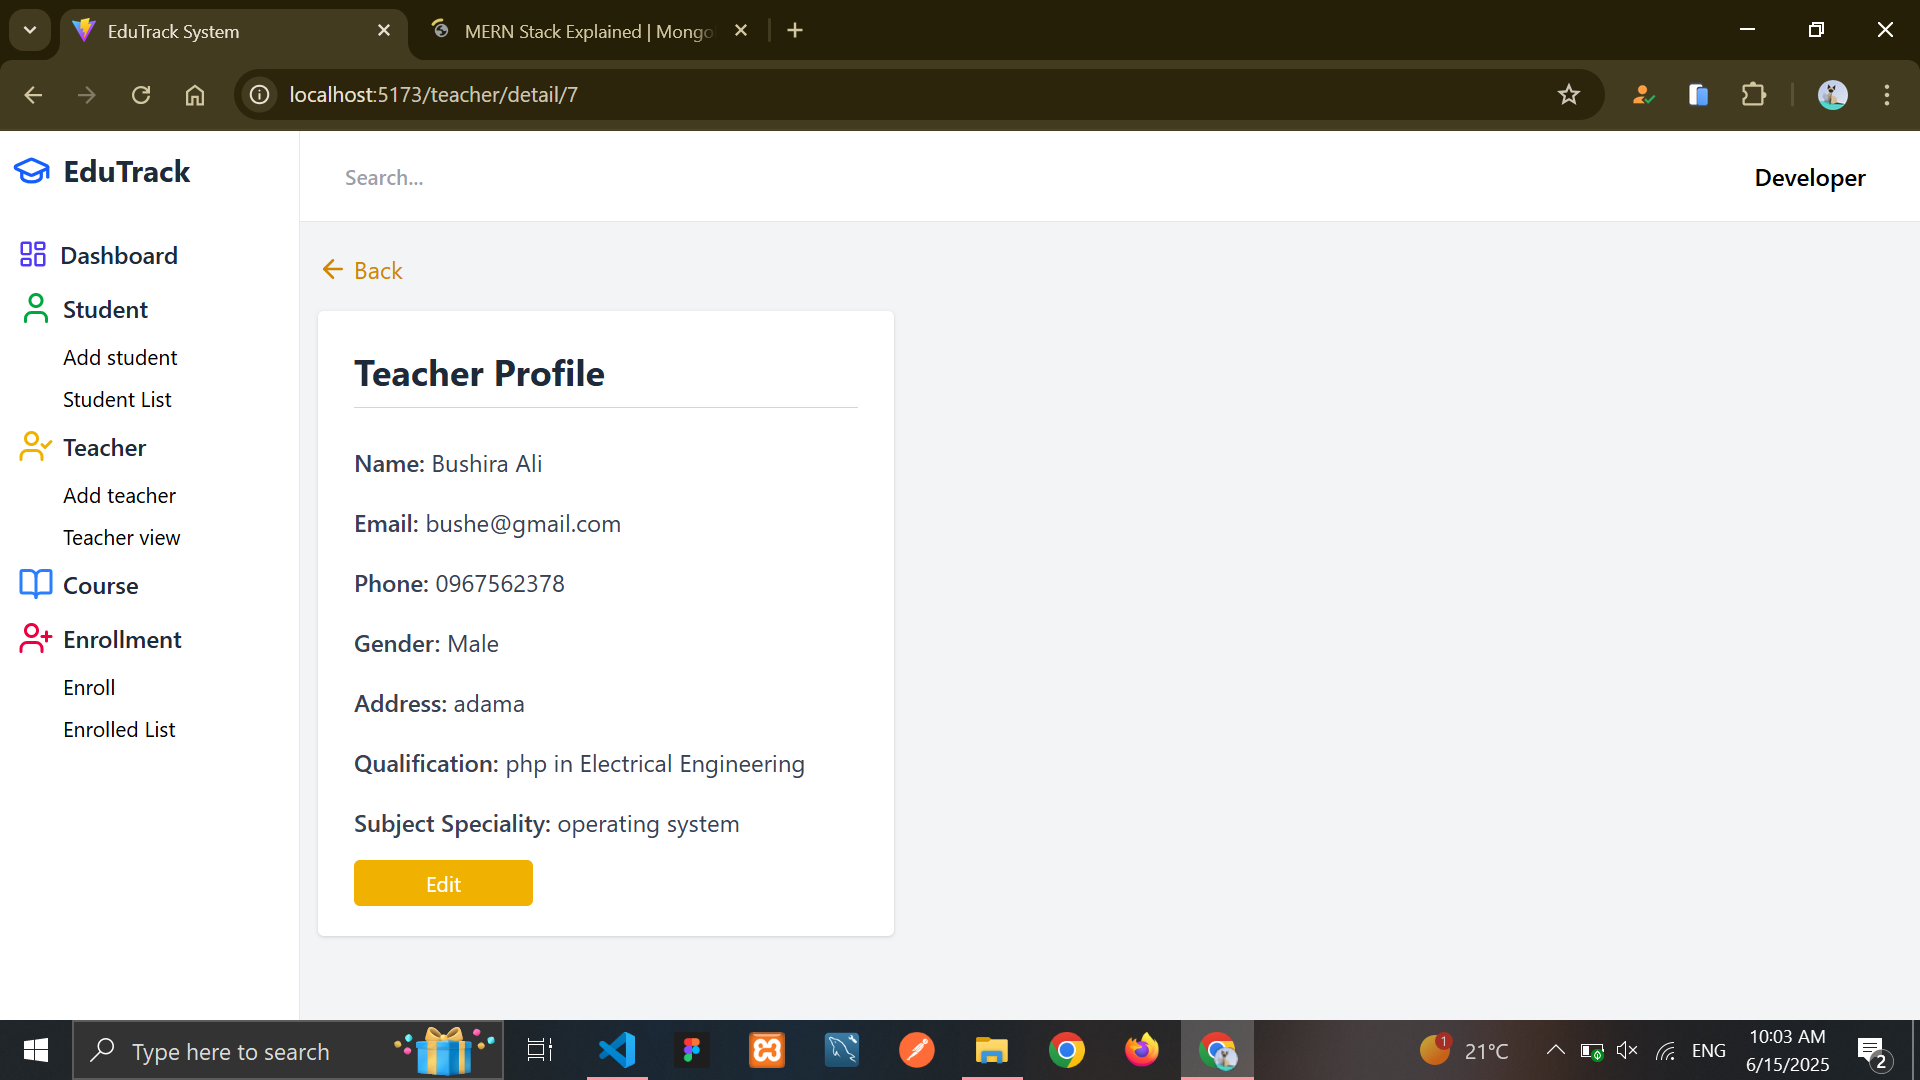 EduTrack System
MERN Stack Explained | Mongo
localhost:5173/teacher/detail/7
EduTrack
Search...
Developer
Dashboard
Student
Add student
Student List
Teacher
Add teacher
Teacher view
Course
Enrollment
Enroll
Enrolled List
Back
Teacher Profile
Name: Bushira Ali
Email: bushe@gmail.com
Phone: 0967562378
Gender: Male
Address: adama
Qualification: php in Electrical Engineering
Subject Speciality: operating system
Edit
Type here to search
1
21°C
ENG
10:03 AM
6/15/2025
2